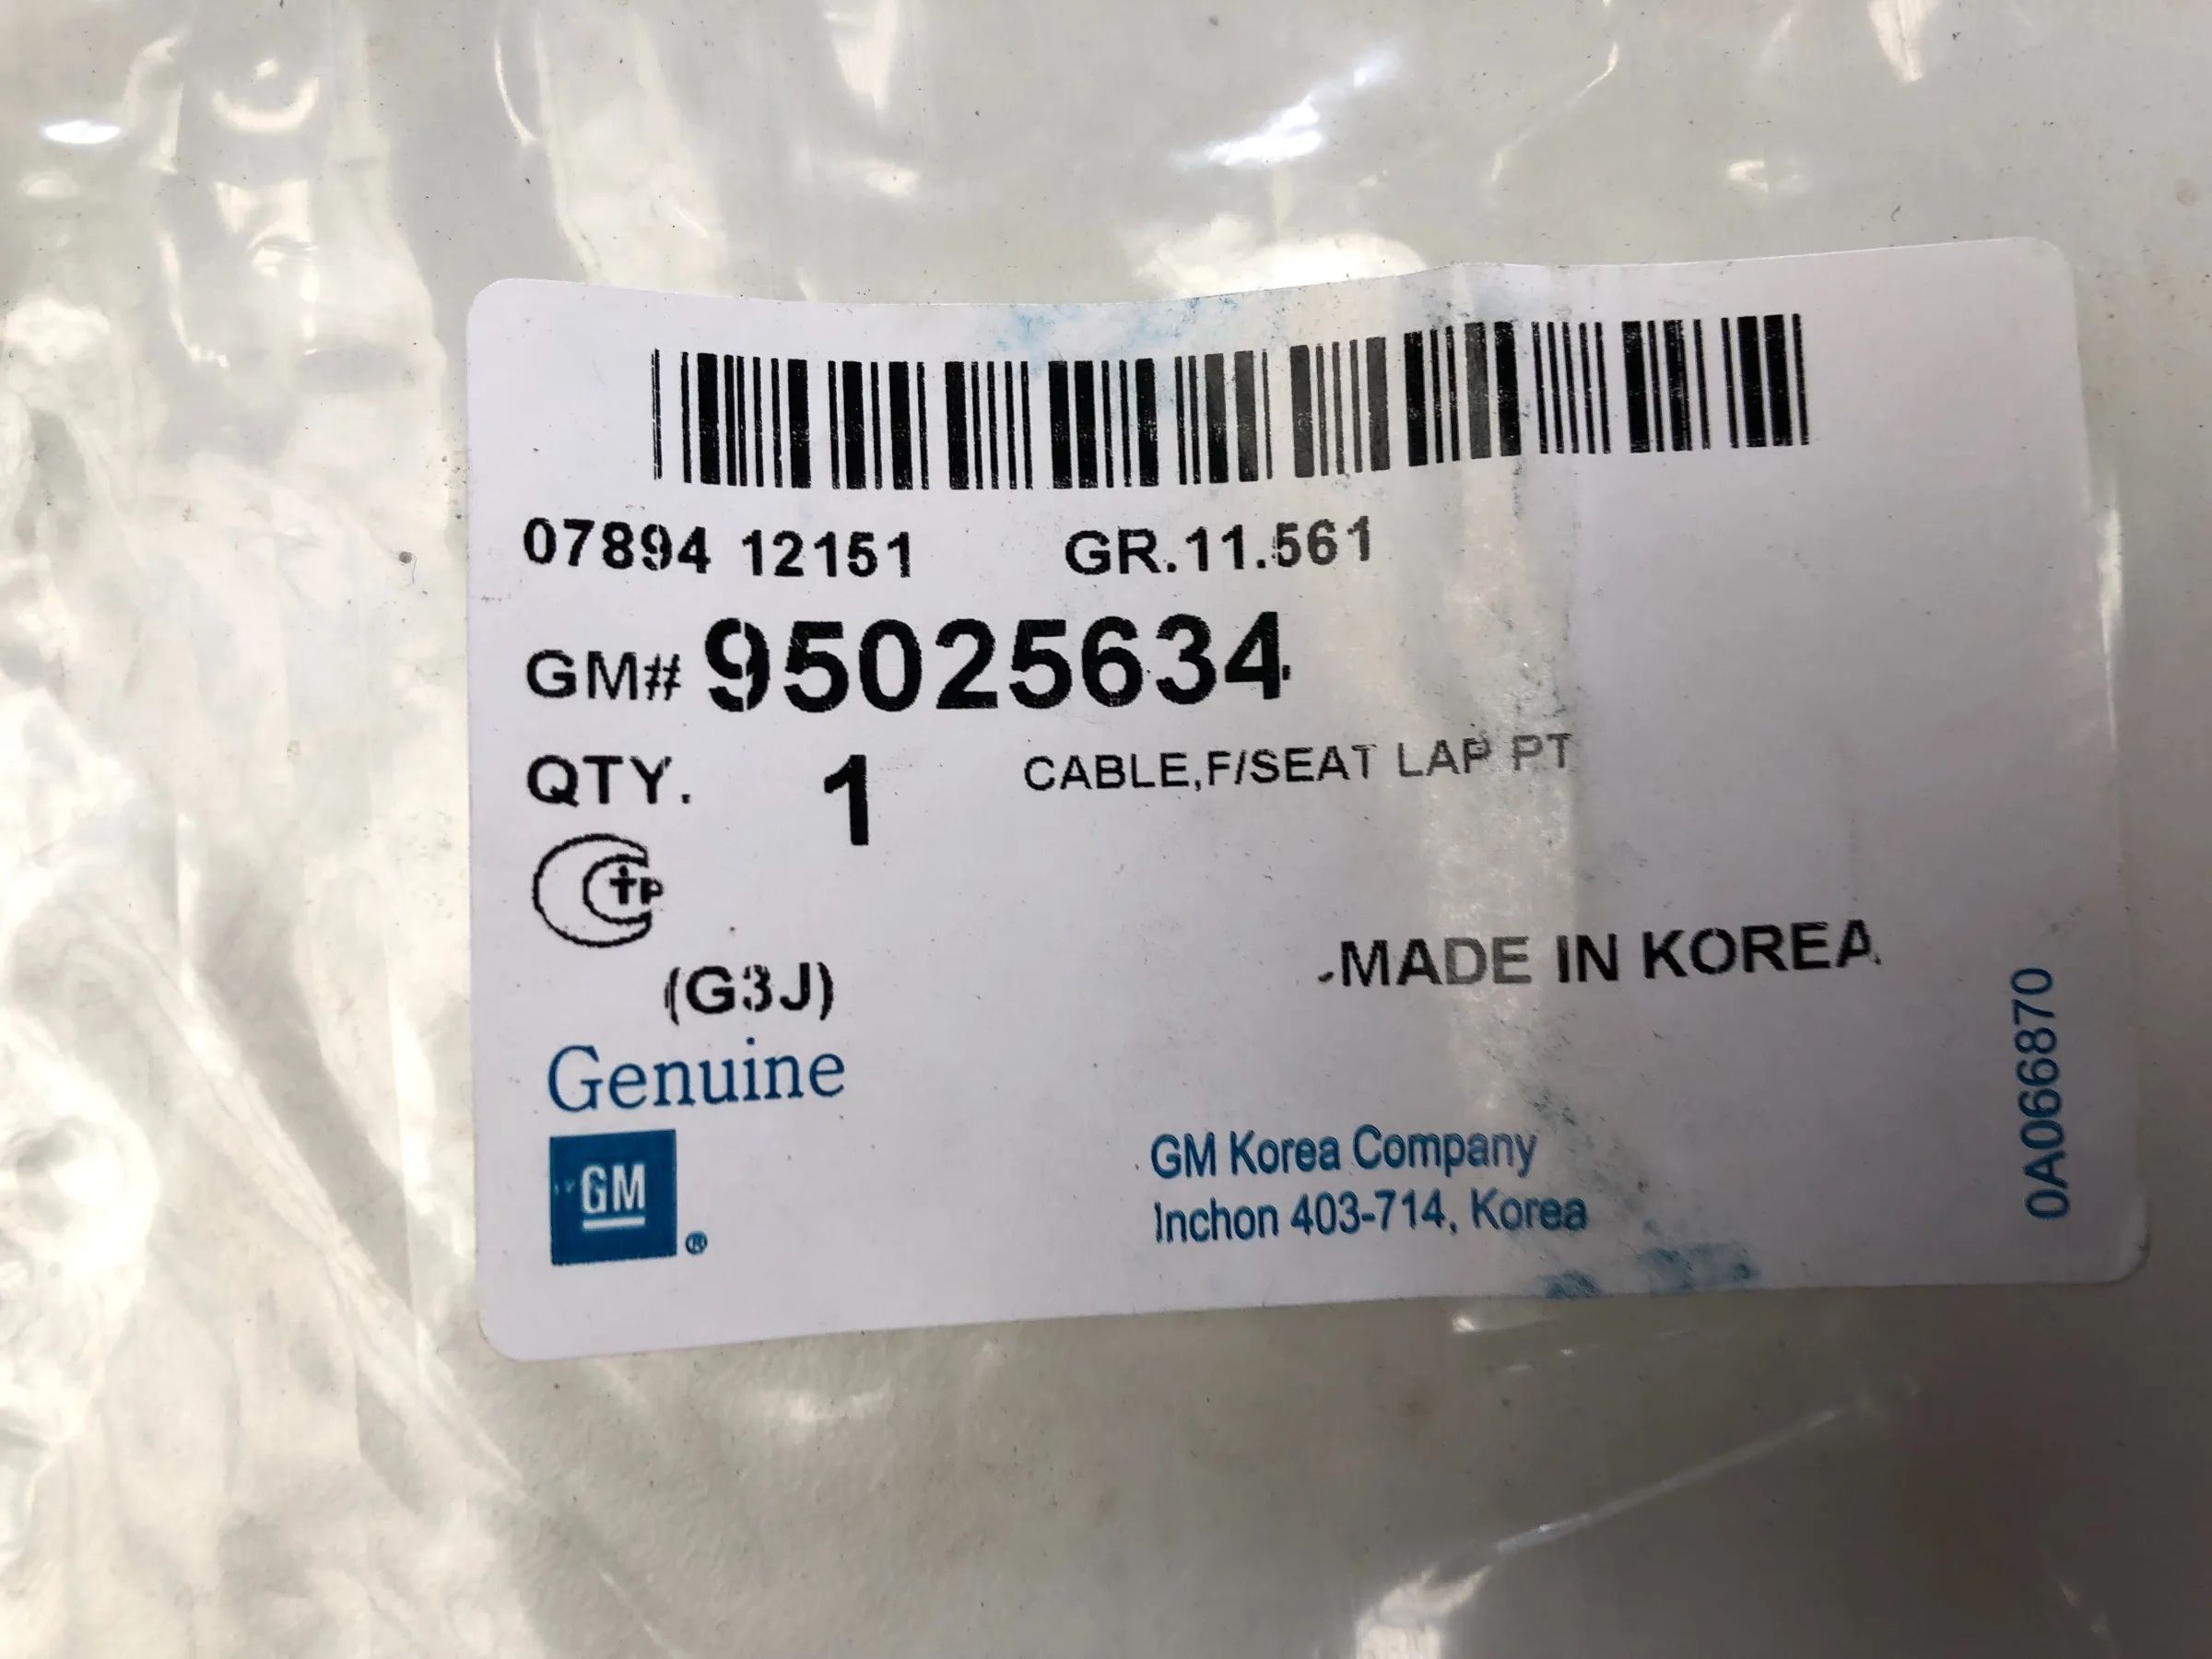 07894 12151 GR.11.561
GM# 95025634
QTY. 1 CABLE,F/SEAT LAP PT
(G3J)
MADE IN KOREA
Genuine
GM ®
GM Korea Company
Inchon 403-714, Korea
0A066870